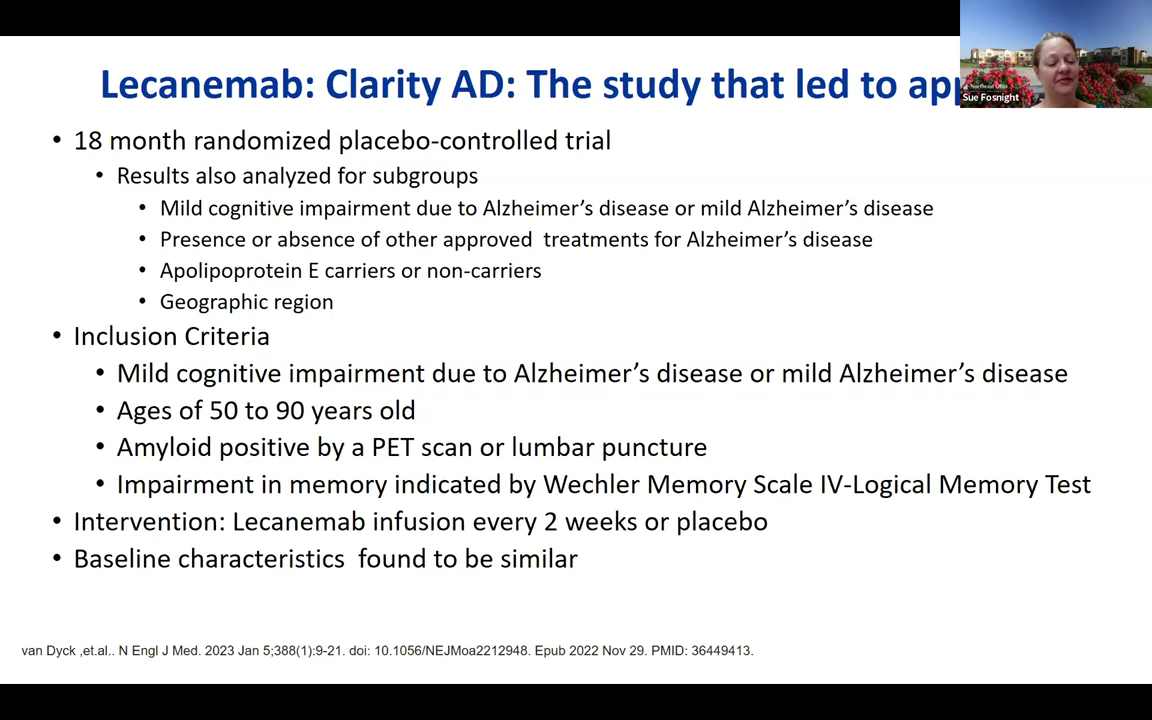 Lecanemab: Clarity AD: The study that led to ap
Northeast Ohio
Sue Fosnight
• 18 month randomized placebo-controlled trial
• Results also analyzed for subgroups
• Mild cognitive impairment due to Alzheimer’s disease or mild Alzheimer’s disease
• Presence or absence of other approved treatments for Alzheimer’s disease
• Apolipoprotein E carriers or non-carriers
• Geographic region
• Inclusion Criteria
• Mild cognitive impairment due to Alzheimer’s disease or mild Alzheimer’s disease
• Ages of 50 to 90 years old
• Amyloid positive by a PET scan or lumbar puncture
• Impairment in memory indicated by Wechler Memory Scale IV-Logical Memory Test
• Intervention: Lecanemab infusion every 2 weeks or placebo
• Baseline characteristics found to be similar
van Dyck ,et.al.. N Engl J Med. 2023 Jan 5;388(1):9-21. doi: 10.1056/NEJMoa2212948. Epub 2022 Nov 29. PMID: 36449413.